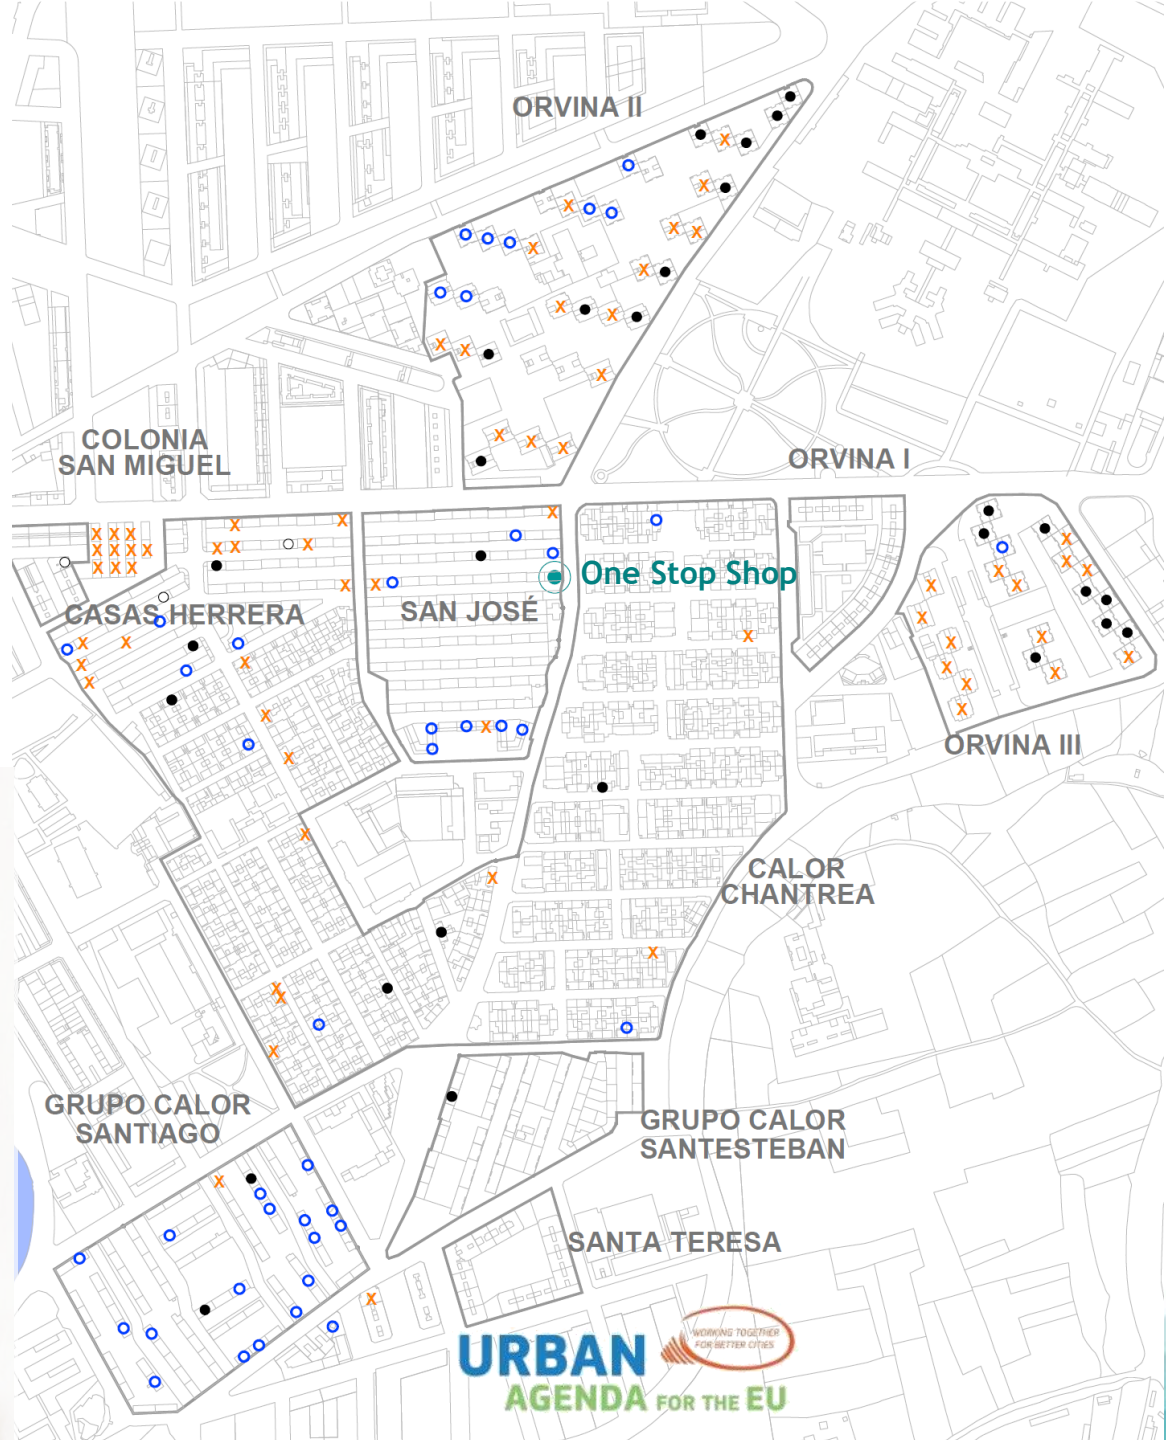 ORVINA II
COLONIA
SAN MIGUEL
ORVINA I
One Stop Shop
CASAS HERRERA
SAN JOSÉ
ORVINA III
CALOR
CHANTREA
GRUPO CALOR
SANTIAGO
GRUPO CALOR
SANTESTEBAN
SANTA TERESA
WORKING TOGETHER
FOR BETTER CITIES
URBAN
AGENDA FOR THE EU